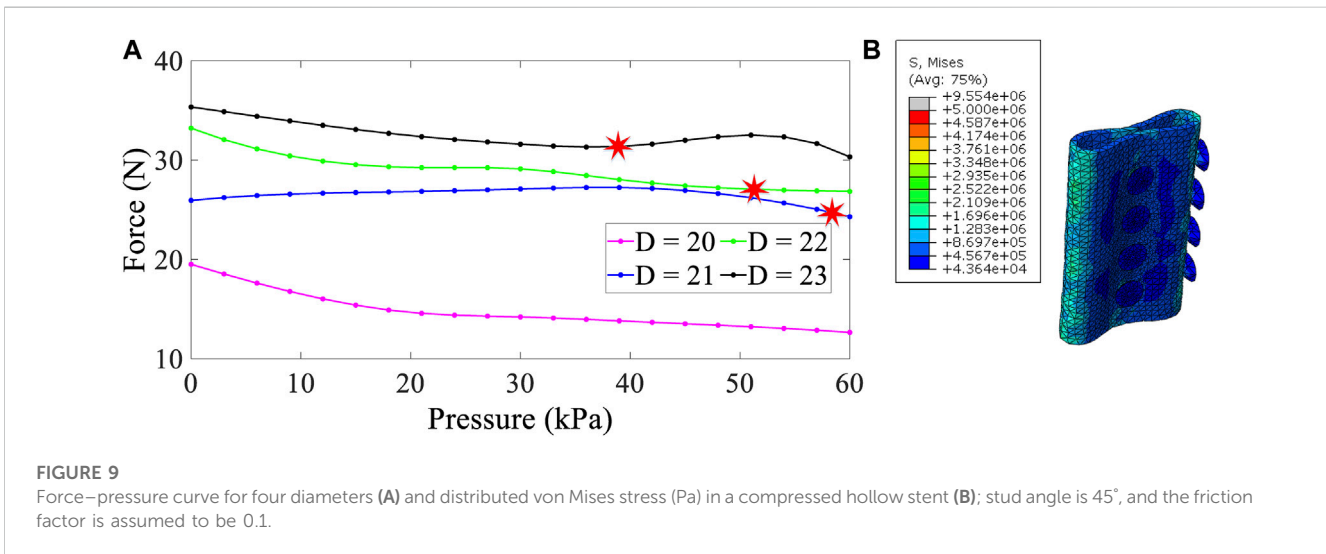 A
40
30
20
10
Force (N)
0
10
20
30
40
50
60
Pressure (kPa)
D = 20
D = 22
D = 21
D = 23
B
S, Mises
(Avg: 75%)
+9.554e+06
+5.000e+06
+4.587e+06
+4.174e+06
+3.761e+06
+3.348e+06
+2.935e+06
+2.522e+06
+2.109e+06
+1.696e+06
+1.283e+06
+8.697e+05
+4.567e+05
+4.364e+04
FIGURE 9
Force–pressure curve for four diameters (A) and distributed von Mises stress (Pa) in a compressed hollow stent (B); stud angle is 45°, and the friction
factor is assumed to be 0.1.